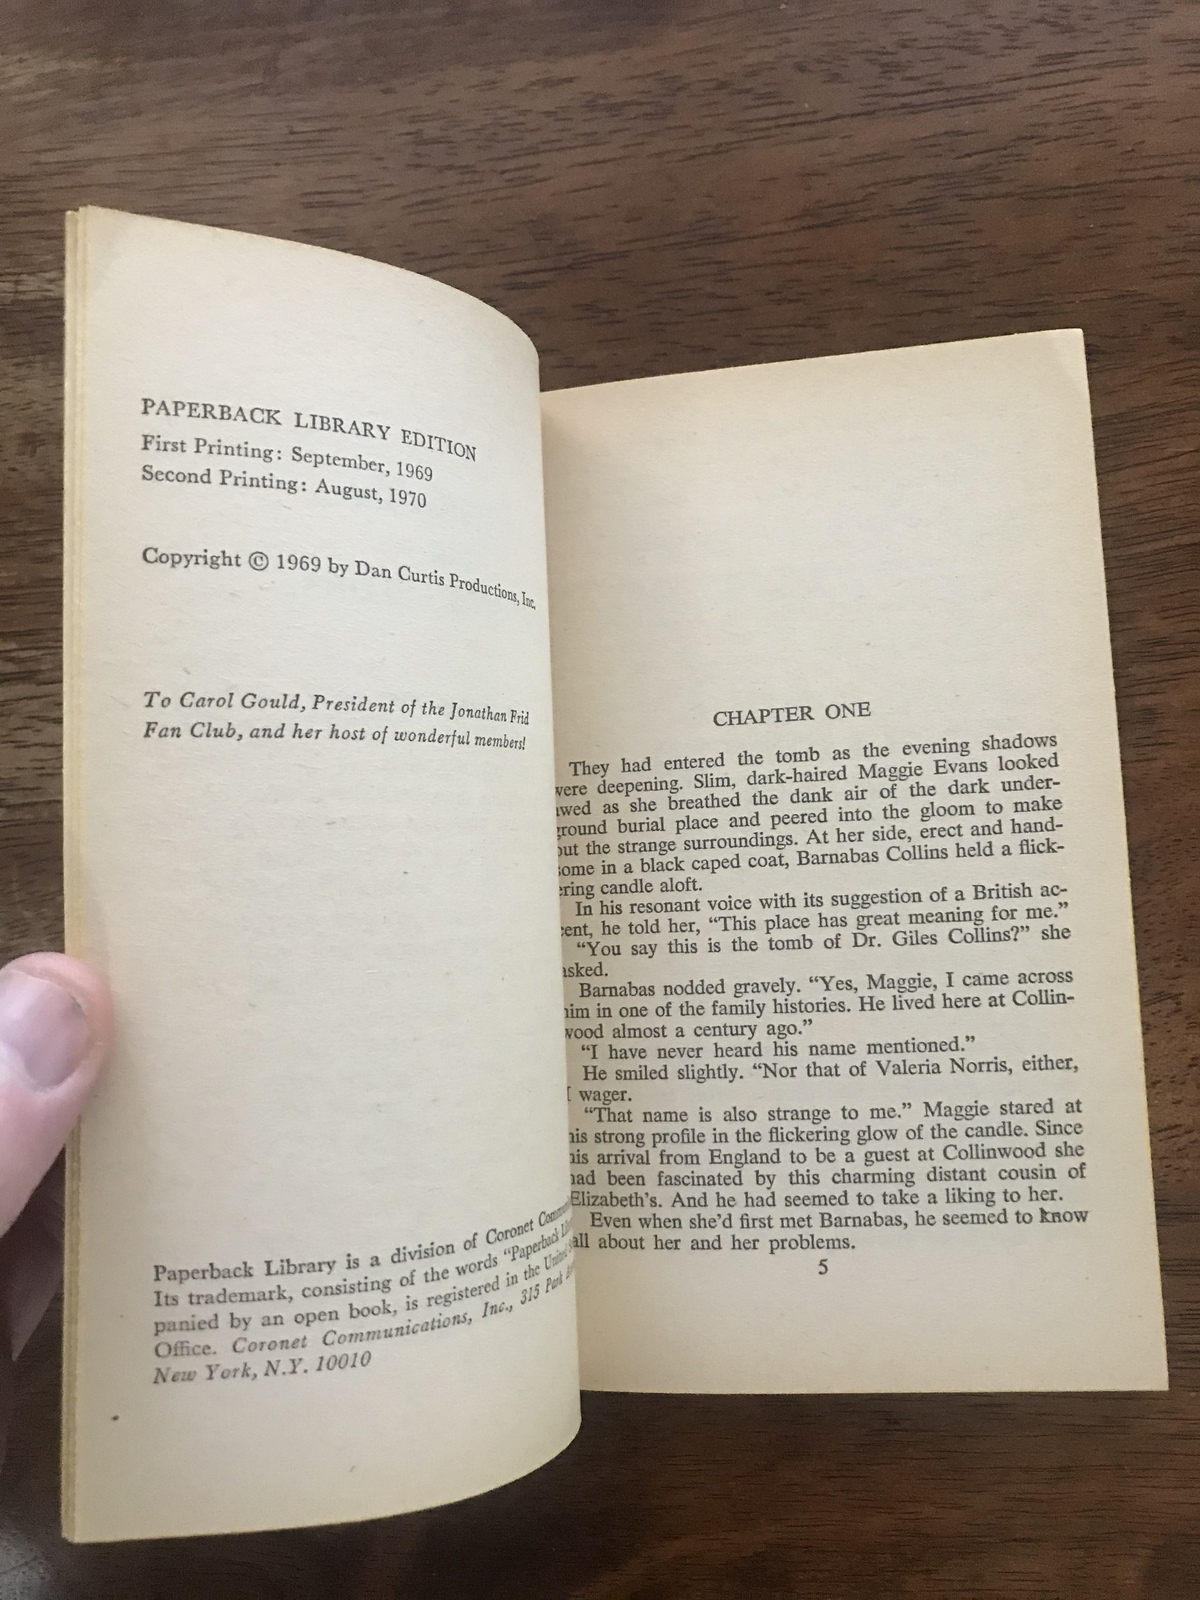 PAPERBACK LIBRARY EDITION
First Printing: September, 1969
Second Printing: August, 1970
Copyright © 1969 by Dan Curtis Productions, Inc.
To Carol Gould, President of the Jonathan Frid
Fan Club, and her host of wonderful members!
Paperback Library is a division of Coronet
Its trademark, consisting of the words "Paperback
panied by an open book, is registered in the United
Office. Coronet Communications, Inc., 315 Park
New York, N.Y. 10010
CHAPTER ONE
They had entered the tomb as the evening shadows
were deepening. Slim, dark-haired Maggie Evans looked
awed as she breathed the dank air of the dark under-
ground burial place and peered into the gloom to make
out the strange surroundings. At her side, erect and hand-
some in a black caped coat, Barnabas Collins held a flick-
ering candle aloft.
In his resonant voice with its suggestion of a British ac-
cent, he told her, "This place has great meaning for me."
"You say this is the tomb of Dr. Giles Collins?" she
asked.
Barnabas nodded gravely. "Yes, Maggie, I came across
him in one of the family histories. He lived here at Collin-
wood almost a century ago."
"I have never heard his name mentioned."
He smiled slightly. "Nor that of Valeria Norris, either,
I wager.
"That name is also strange to me." Maggie stared at
his strong profile in the flickering glow of the candle. Since
his arrival from England to be a guest at Collinwood she
had been fascinated by this charming distant cousin of
Elizabeth's. And he had seemed to take a liking to her.
Even when she'd first met Barnabas, he seemed to know
all about her and her problems.
5